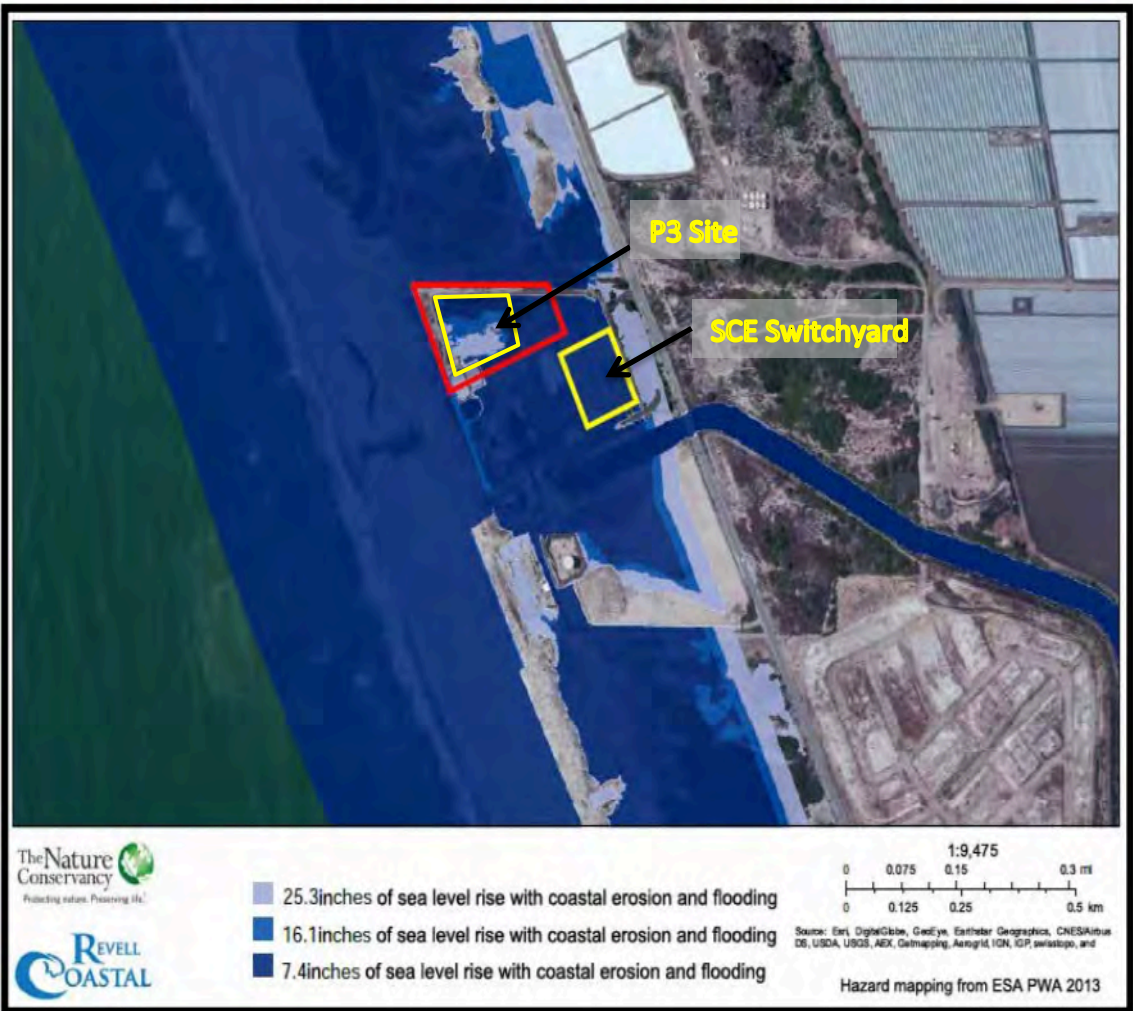 P3 Site
SCE Switchyard
The Nature
Conservancy
Protecting nature. Preserving life.
REVELL
COASTAL
25.3inches of sea level rise with coastal erosion and flooding
16.1inches of sea level rise with coastal erosion and flooding
7.4inches of sea level rise with coastal erosion and flooding
1:9,475
0 0.075 0.15 0.3 mi
0 0.125 0.25 0.5 km
Source: Esri, DigitalGlobe, GeoEye, Earthstar Geographics, CNES/Airbus
DS, USDA, USGS, AEX, Getmapping, Aerogrid, IGN, IGP, swisstopo, and
Hazard mapping from ESA PWA 2013